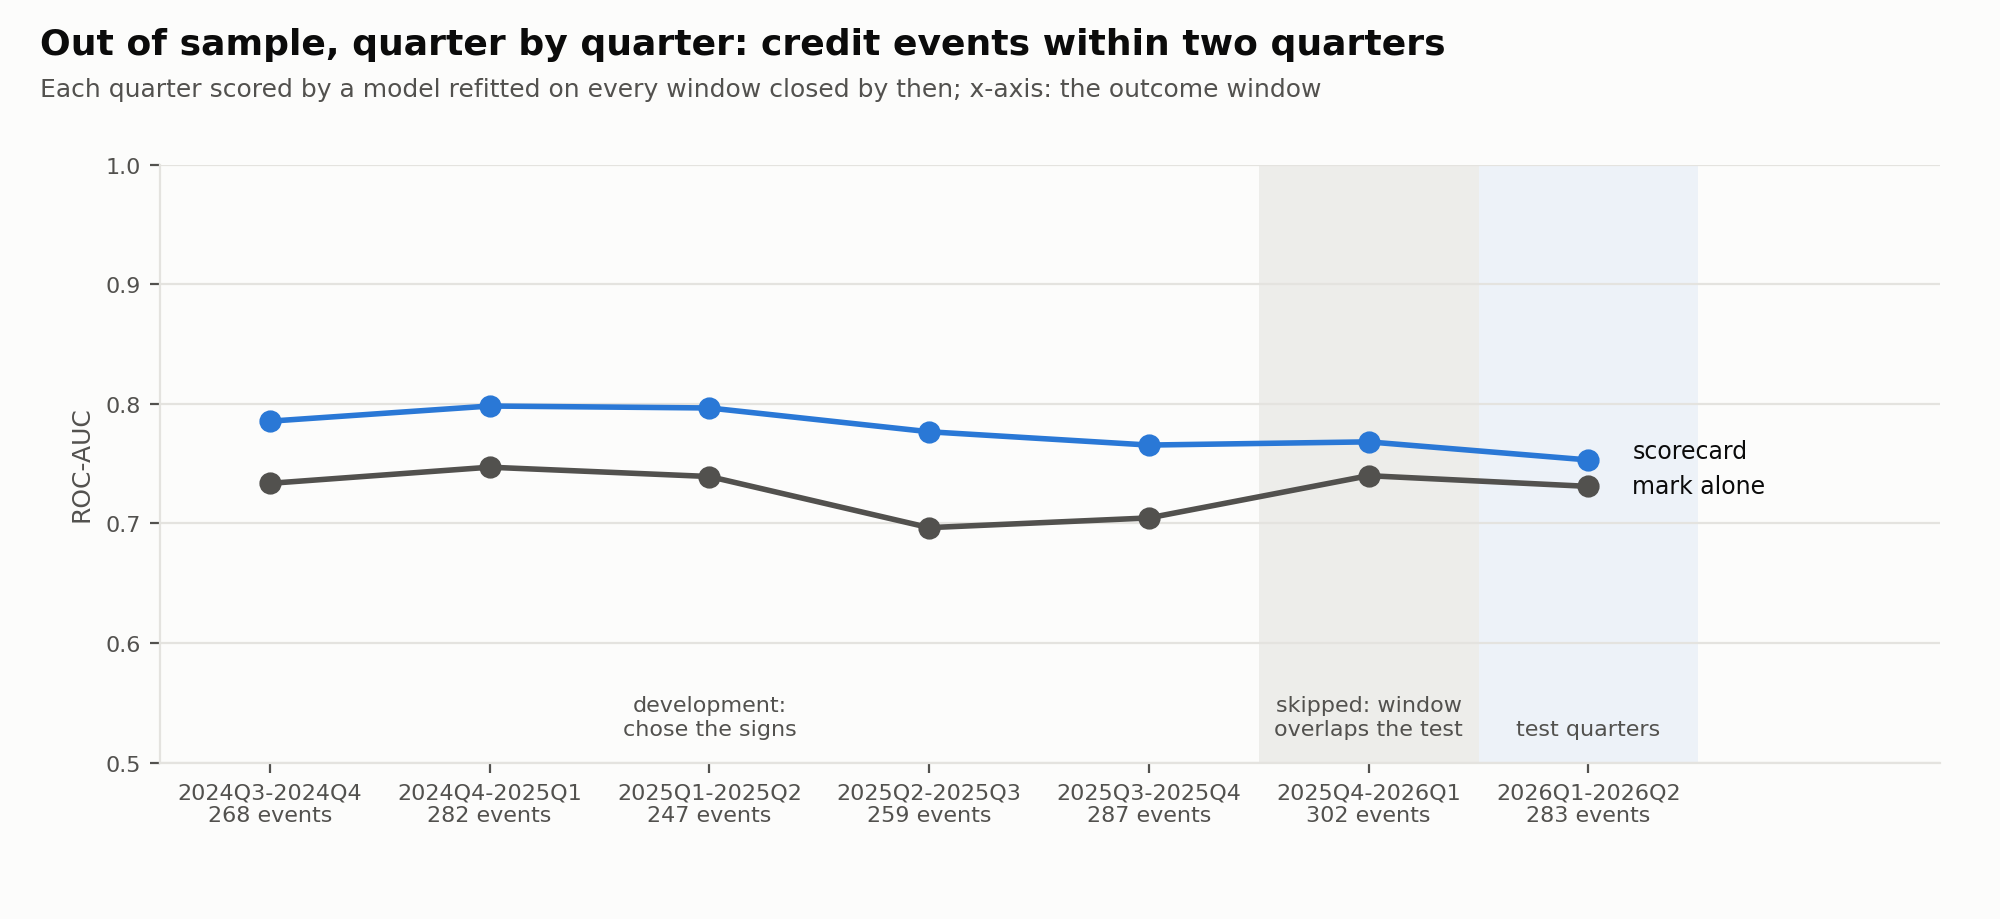 Out of sample, quarter by quarter: credit events within two quarters
Each quarter scored by a model refitted on every window closed by then; x-axis: the outcome window
ROC-AUC
1.0
0.9
0.8
0.7
0.6
0.5
scorecard
mark alone
development:
chose the signs
skipped: window
overlaps the test
test quarters
2024Q3-2024Q4
268 events
2024Q4-2025Q1
282 events
2025Q1-2025Q2
247 events
2025Q2-2025Q3
259 events
2025Q3-2025Q4
287 events
2025Q4-2026Q1
302 events
2026Q1-2026Q2
283 events